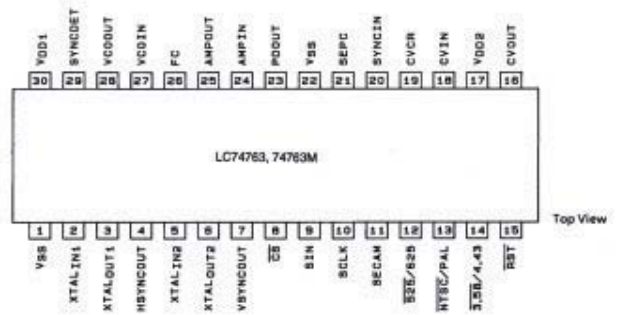 VDD1 SYNCDET VCOOUT VCOIN FC AMPOUT AMPIN PDOUT VSS SEPC SYNCIN CVCR CVIN VDD2 CVOUT
30 29 28 27 26 25 24 23 22 21 20 19 18 17 16
LC74763, 74763M
Top View
1 2 3 4 5 6 7 8 9 10 11 12 13 14 15
VSS XTALIN1 XTALOUT1 HSYNCOUT XTALIN2 XTALOUT2 VSYNCOUT CS SIN SCLK SECAM 525/625 NTSC/PAL 3.58/4.43 RST